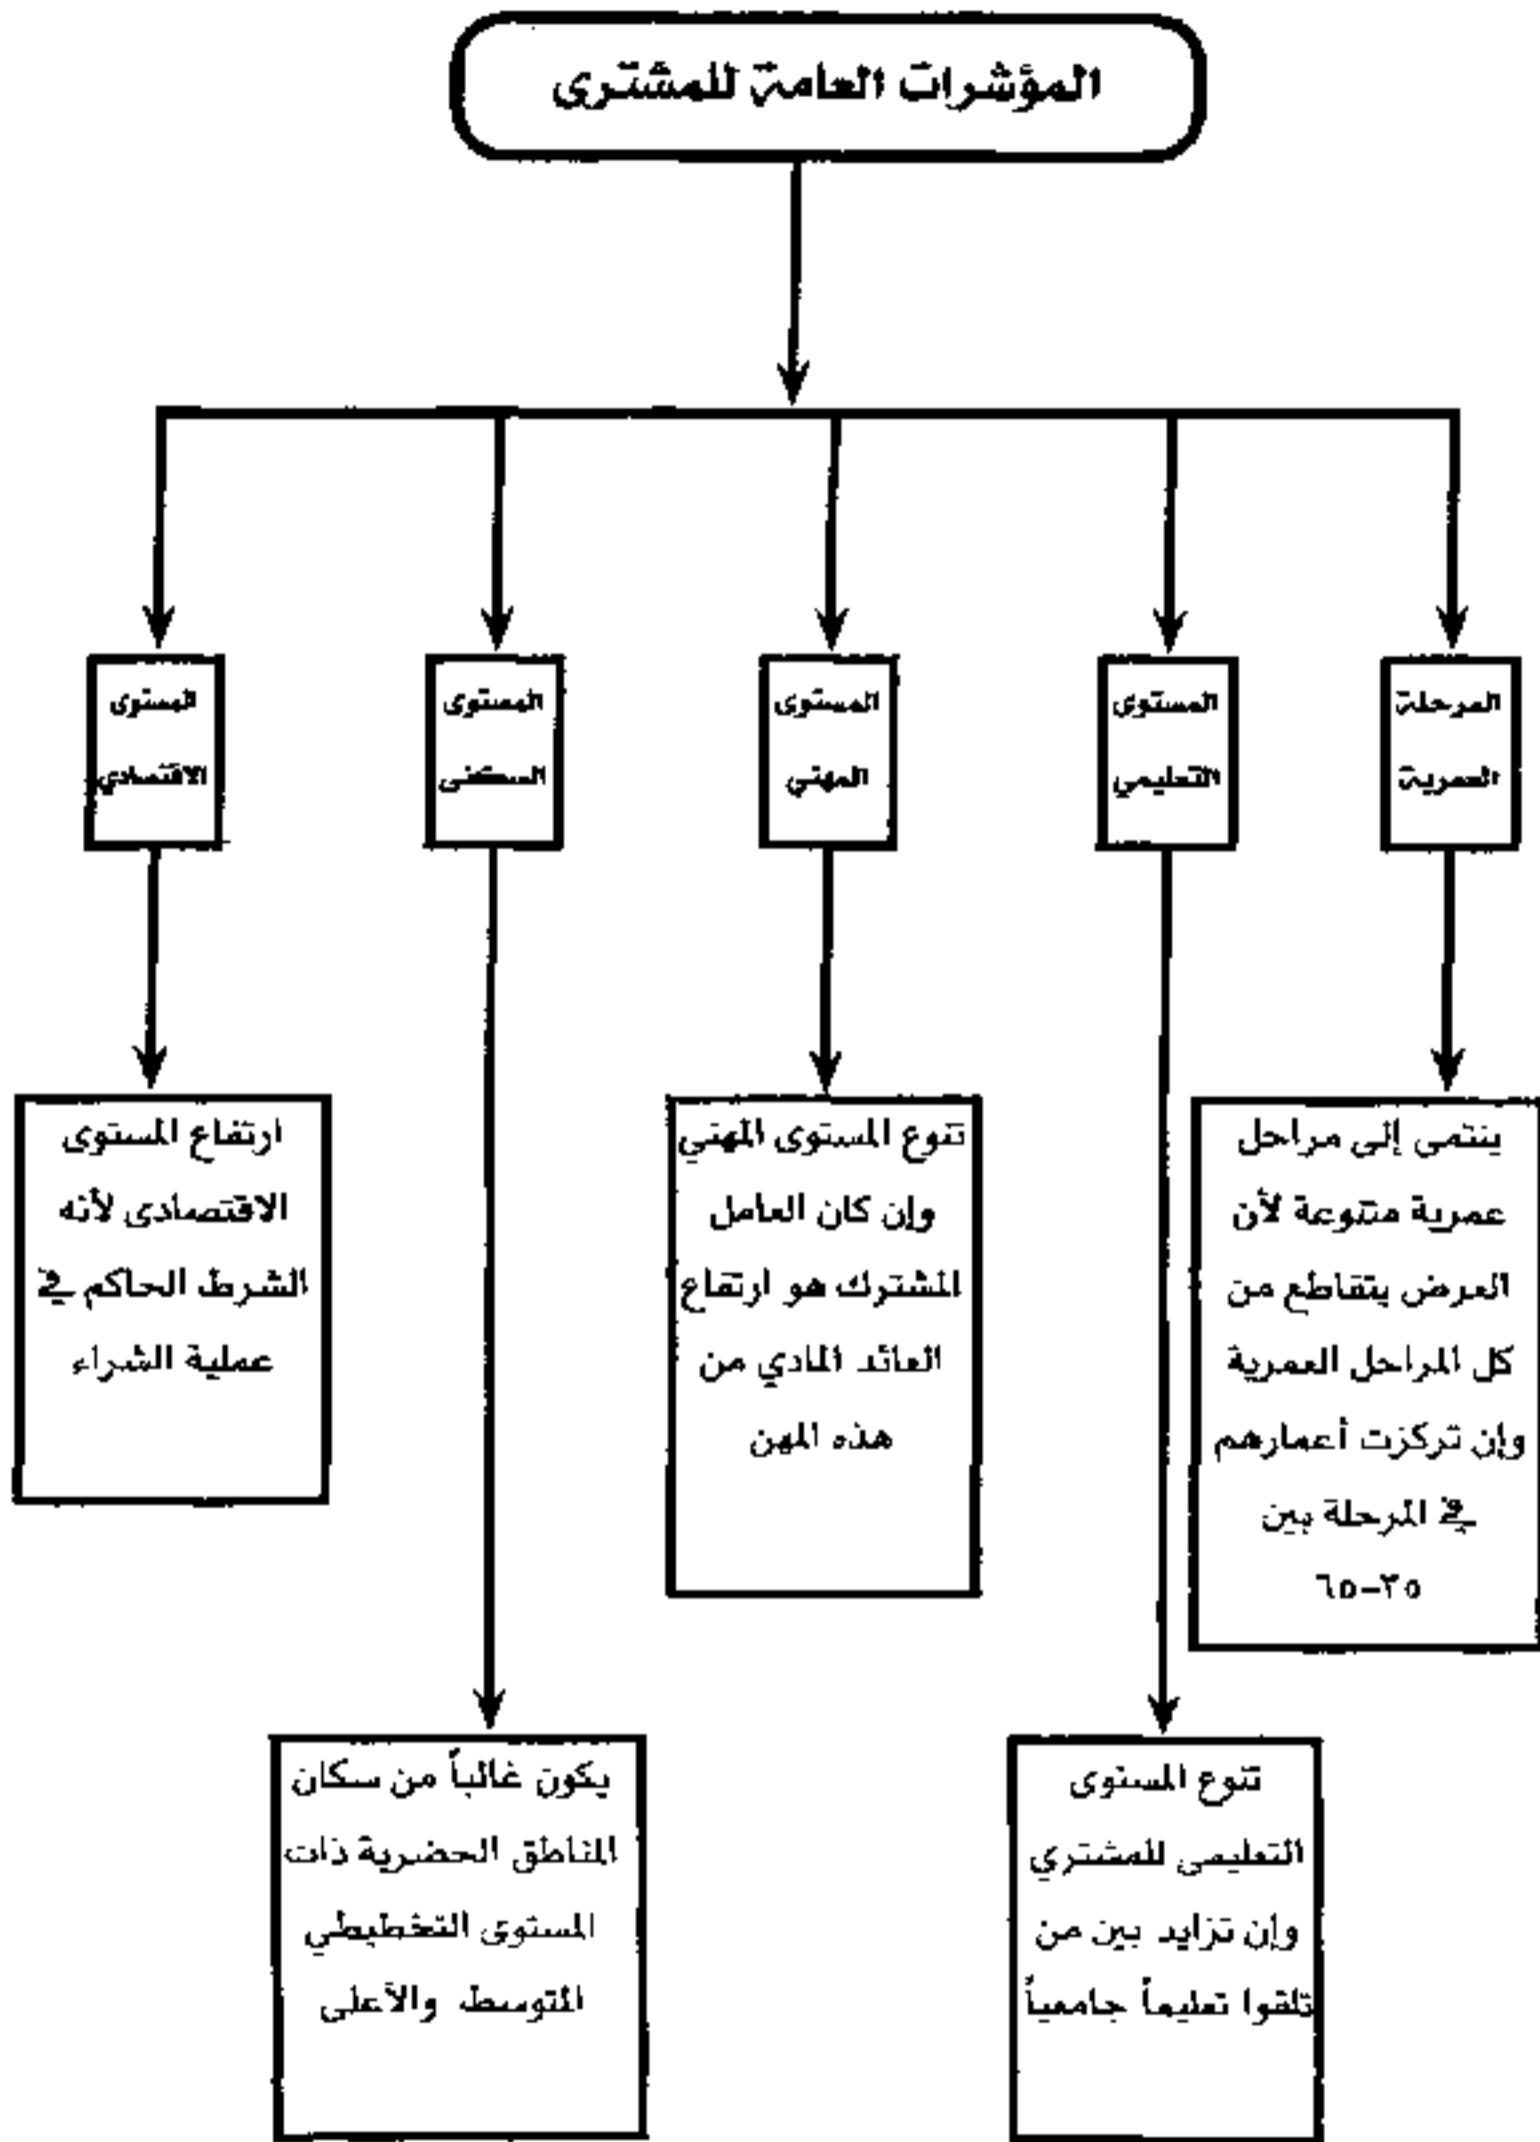 المؤشرات العامة للمشترى
المرحلة
العمرية
المستوى
التعليمي
المستوى
المهني
المستوى
السكنى
المستوى
الاقتصادي
ينتمى إلى مراحل
عمرية متنوعة لأن
العرض يتقاطع من
كل المراحل العمرية
وإن تركزت أعمارهم
في المرحلة بين
٢٥-٦٥
تنوع المستوى المهني
وإن كان العامل
المشترك هو ارتفاع
العائد المادي من
هذه المهن
ارتفاع المستوى
الاقتصادى لأنه
الشرط الحاكم في
عملية الشراء
تنوع المستوى
التعليمى للمشتري
وإن تزايد بين من
تلقوا تعليماً جامعياً
يكون غالباً من سكان
المناطق الحضرية ذات
المستوى التخطيطي
المتوسط والأعلى